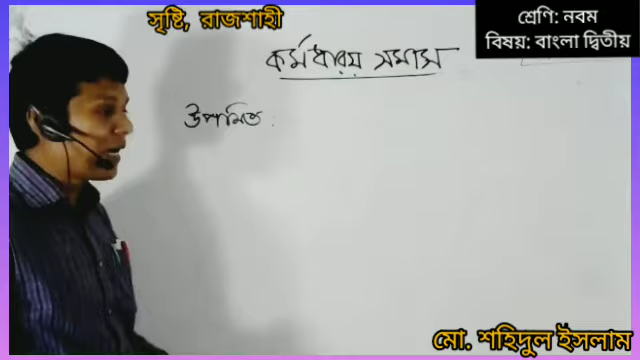 সৃষ্টি, রাজশাহী
শ্রেণি: নবম
বিষয়: বাংলা দ্বিতীয়
কর্মধারয় সমাস
উপমিত :
মো. শহিদুল ইসলাম